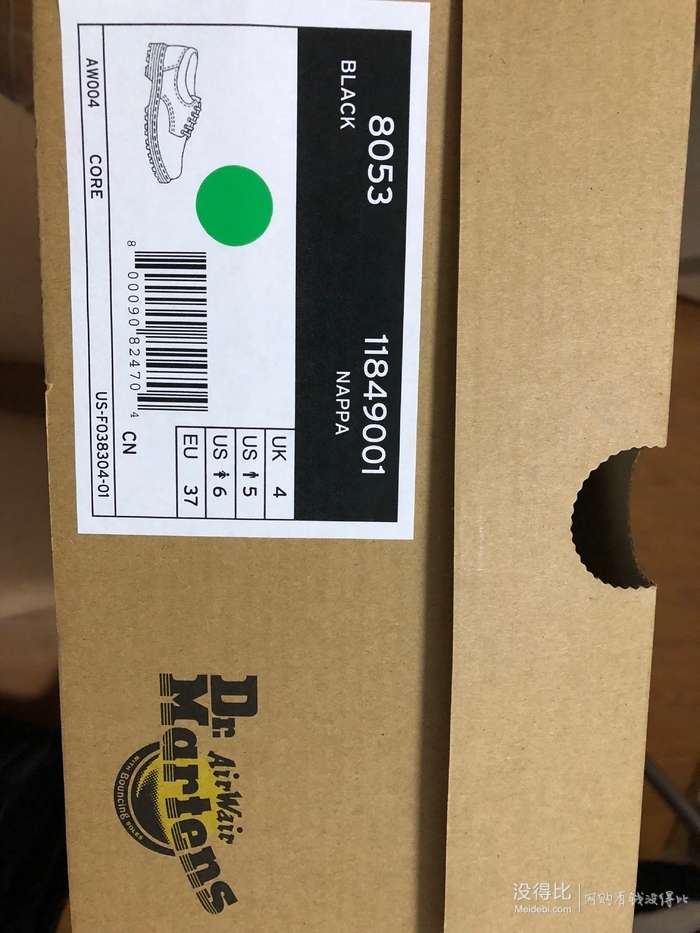 8053 11849001
BLACK NAPPA
UK 4
US 5
US 6
EU 37
8 00090 82470 4
CN
AW004 CORE US-F038304-01
Dr.
AirWair
Martens
WITH Bouncing SOLES
没得比
Meidebi.com
网购有钱没得比